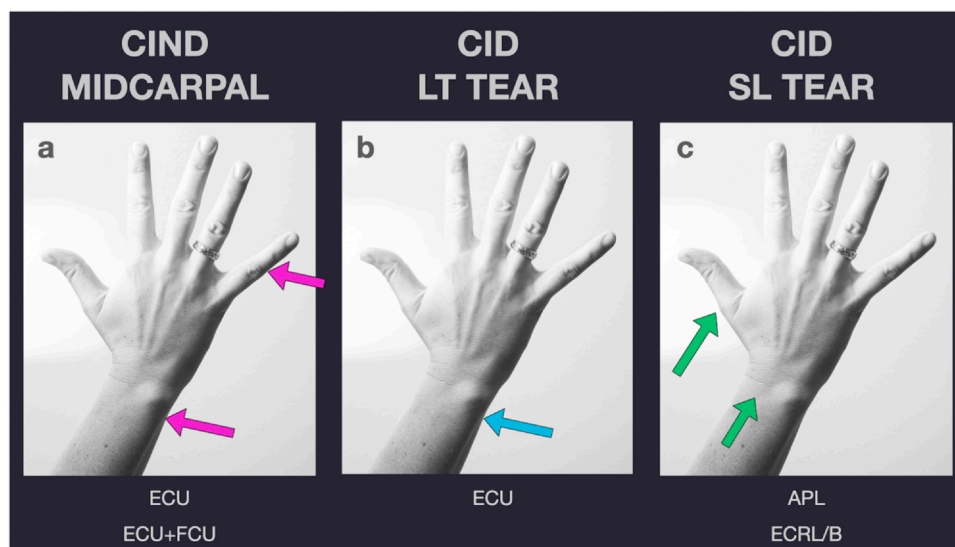 CIND
MIDCARPAL
a
ECU
ECU+FCU
CID
LT TEAR
b
ECU
CID
SL TEAR
c
APL
ECRL/B